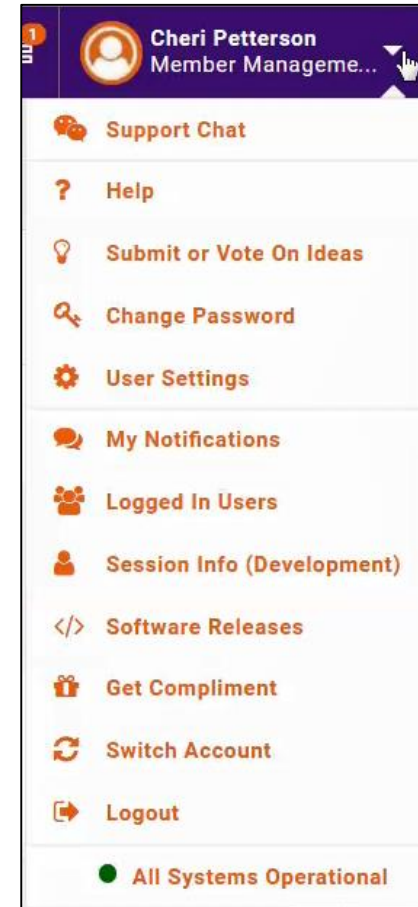 1
Cheri Petterson
Member Manageme...
Support Chat
? Help
Submit or Vote On Ideas
Change Password
User Settings
My Notifications
Logged In Users
Session Info (Development)
</> Software Releases
Get Compliment
Switch Account
Logout
All Systems Operational